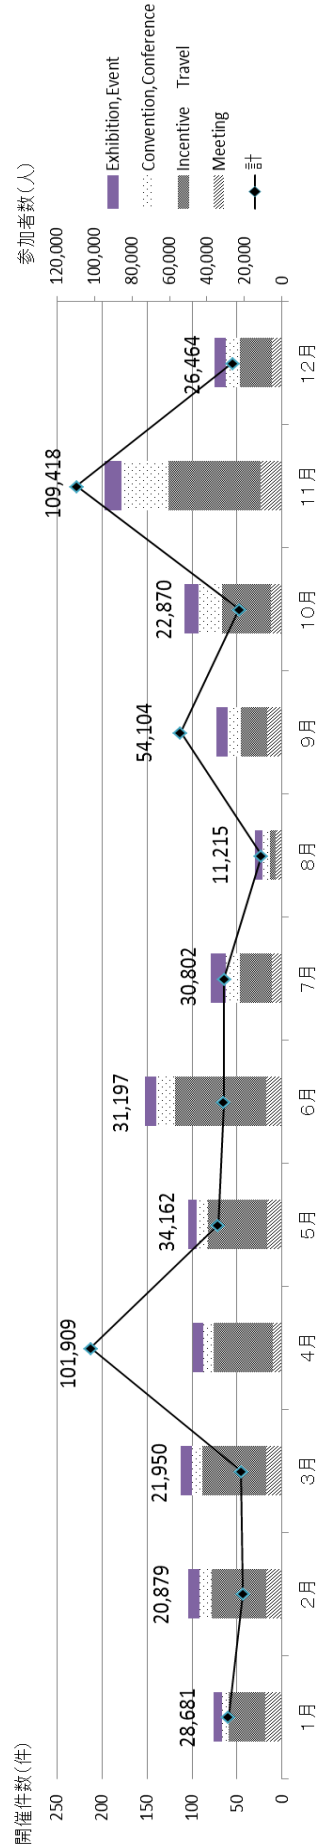 開催件数(件)
参加者数(人)
250
200
150
100
50
0
120,000
100,000
80,000
60,000
40,000
20,000
0
28,681
20,879
21,950
101,909
34,162
31,197
30,802
11,215
54,104
22,870
109,418
26,464
1月
2月
3月
4月
5月
6月
7月
8月
9月
10月
11月
12月
Exhibition,Event
Convention,Conference
Incentive Travel
Meeting
計